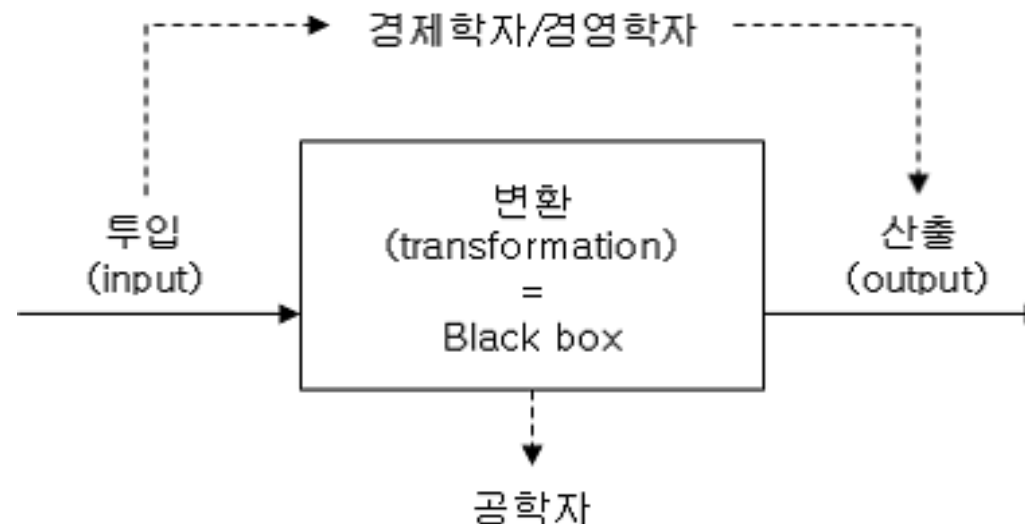 경제학자/경영학자
변환
(transformation)
=
Black box
투입
(input)
산출
(output)
공학자